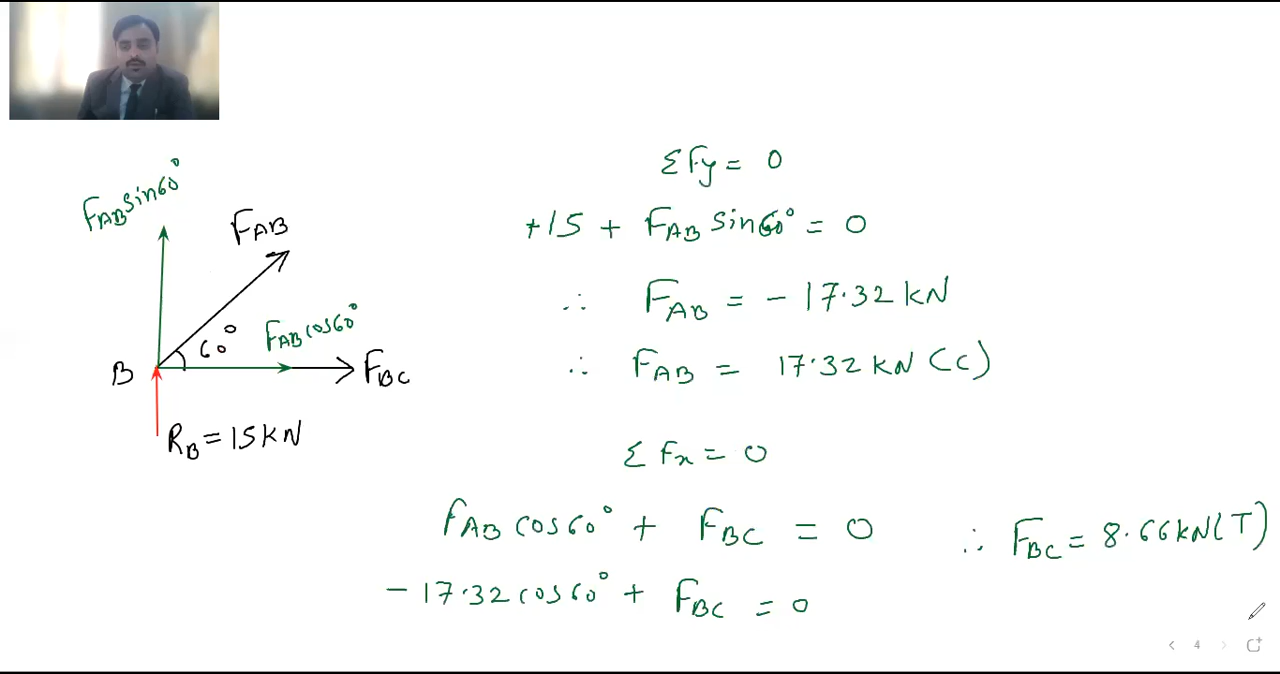 F_AB sin60°
F_AB
F_AB cos60°
60°
B
F_BC
R_B = 15 kN
ΣFy = 0
+15 + F_AB sin60° = 0
∴ F_AB = - 17.32 kN
∴ F_AB = 17.32 kN (C)
ΣFx = 0
F_AB cos60° + F_BC = 0
∴ F_BC = 8.66 kN (T)
- 17.32 cos60° + F_BC = 0
4